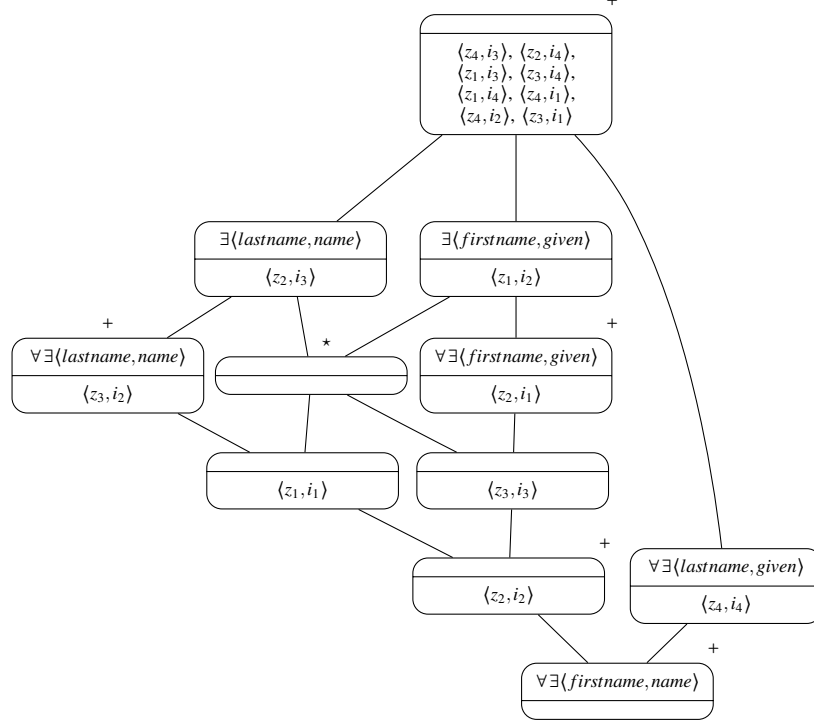 +
⟨z₄,i₃⟩, ⟨z₂,i₄⟩,
⟨z₁,i₃⟩, ⟨z₃,i₄⟩,
⟨z₁,i₄⟩, ⟨z₄,i₁⟩,
⟨z₄,i₂⟩, ⟨z₃,i₁⟩
∃⟨lastname,name⟩
⟨z₂,i₃⟩
∃⟨firstname,given⟩
⟨z₁,i₂⟩
+
∀∃⟨lastname,name⟩
⟨z₃,i₂⟩
⋆
+
∀∃⟨firstname,given⟩
⟨z₂,i₁⟩
⟨z₁,i₁⟩
⟨z₃,i₃⟩
+
⟨z₂,i₂⟩
+
∀∃⟨lastname,given⟩
⟨z₄,i₄⟩
+
∀∃⟨firstname,name⟩